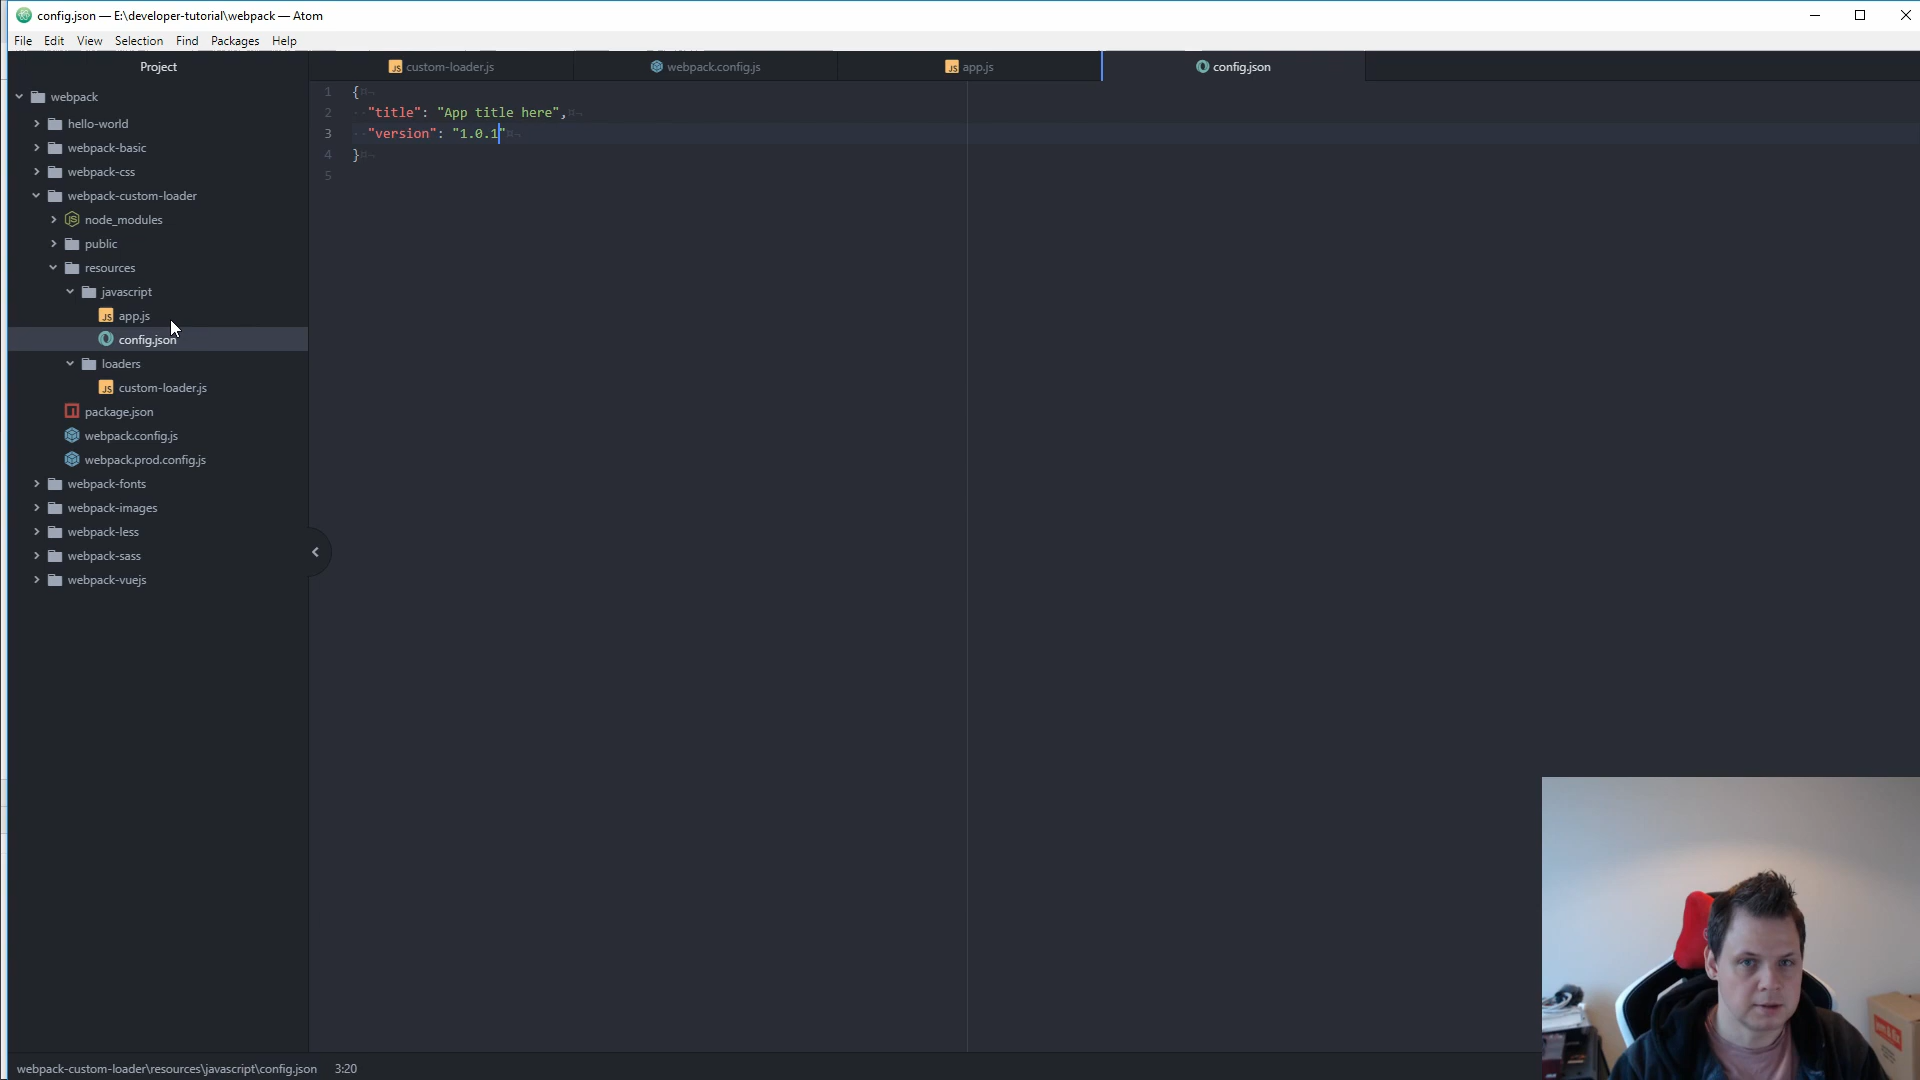 config.json — E:\developer-tutorial\webpack — Atom
File Edit View Selection Find Packages Help
Project
custom-loader.js
webpack.config.js
app.js
config.json
webpack
hello-world
webpack-basic
webpack-css
webpack-custom-loader
node_modules
public
resources
javascript
app.js
config.json
loaders
custom-loader.js
package.json
webpack.config.js
webpack.prod.config.js
webpack-fonts
webpack-images
webpack-less
webpack-sass
webpack-vuejs
1 {
2 "title": "App title here",
3 "version": "1.0.1"
4 }
5
webpack-custom-loader\resources\javascript\config.json 3:20